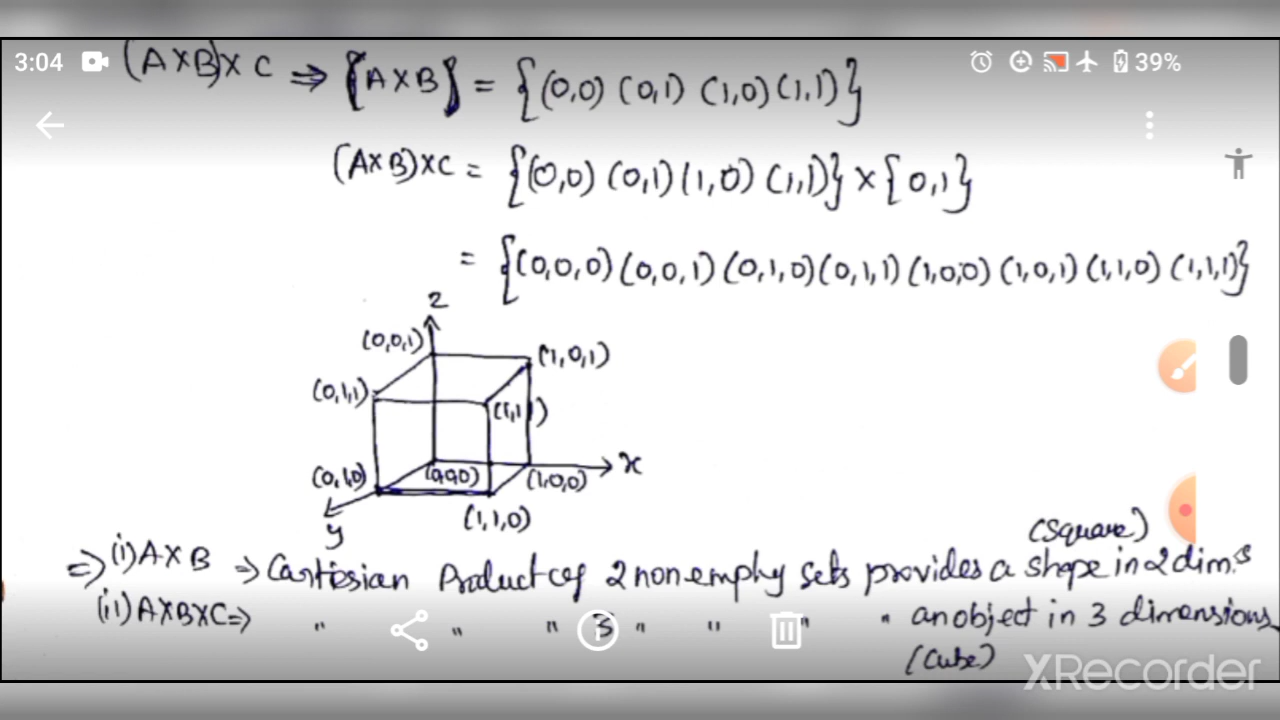 3:04
39%
(A×B)×C ⇒ {A×B} = {(0,0) (0,1) (1,0) (1,1)}
(A×B)×C = {(0,0) (0,1) (1,0) (1,1)} × {0,1}
= {(0,0,0) (0,0,1) (0,1,0) (0,1,1) (1,0,0) (1,0,1) (1,1,0) (1,1,1)}
z
(0,0,1)
(1,0,1)
(0,1,1)
(1,1,1)
(0,1,0)
(0,0,0)
(1,0,0)
x
y
(1,1,0)
(Square)
⇒ (i) A×B ⇒ Cartesian Product of 2 non empty sets provides a shape in 2 dim.s
(ii) A×B×C ⇒ " " " 3 " " " " an object in 3 dimensions
(Cube)
XRecorder